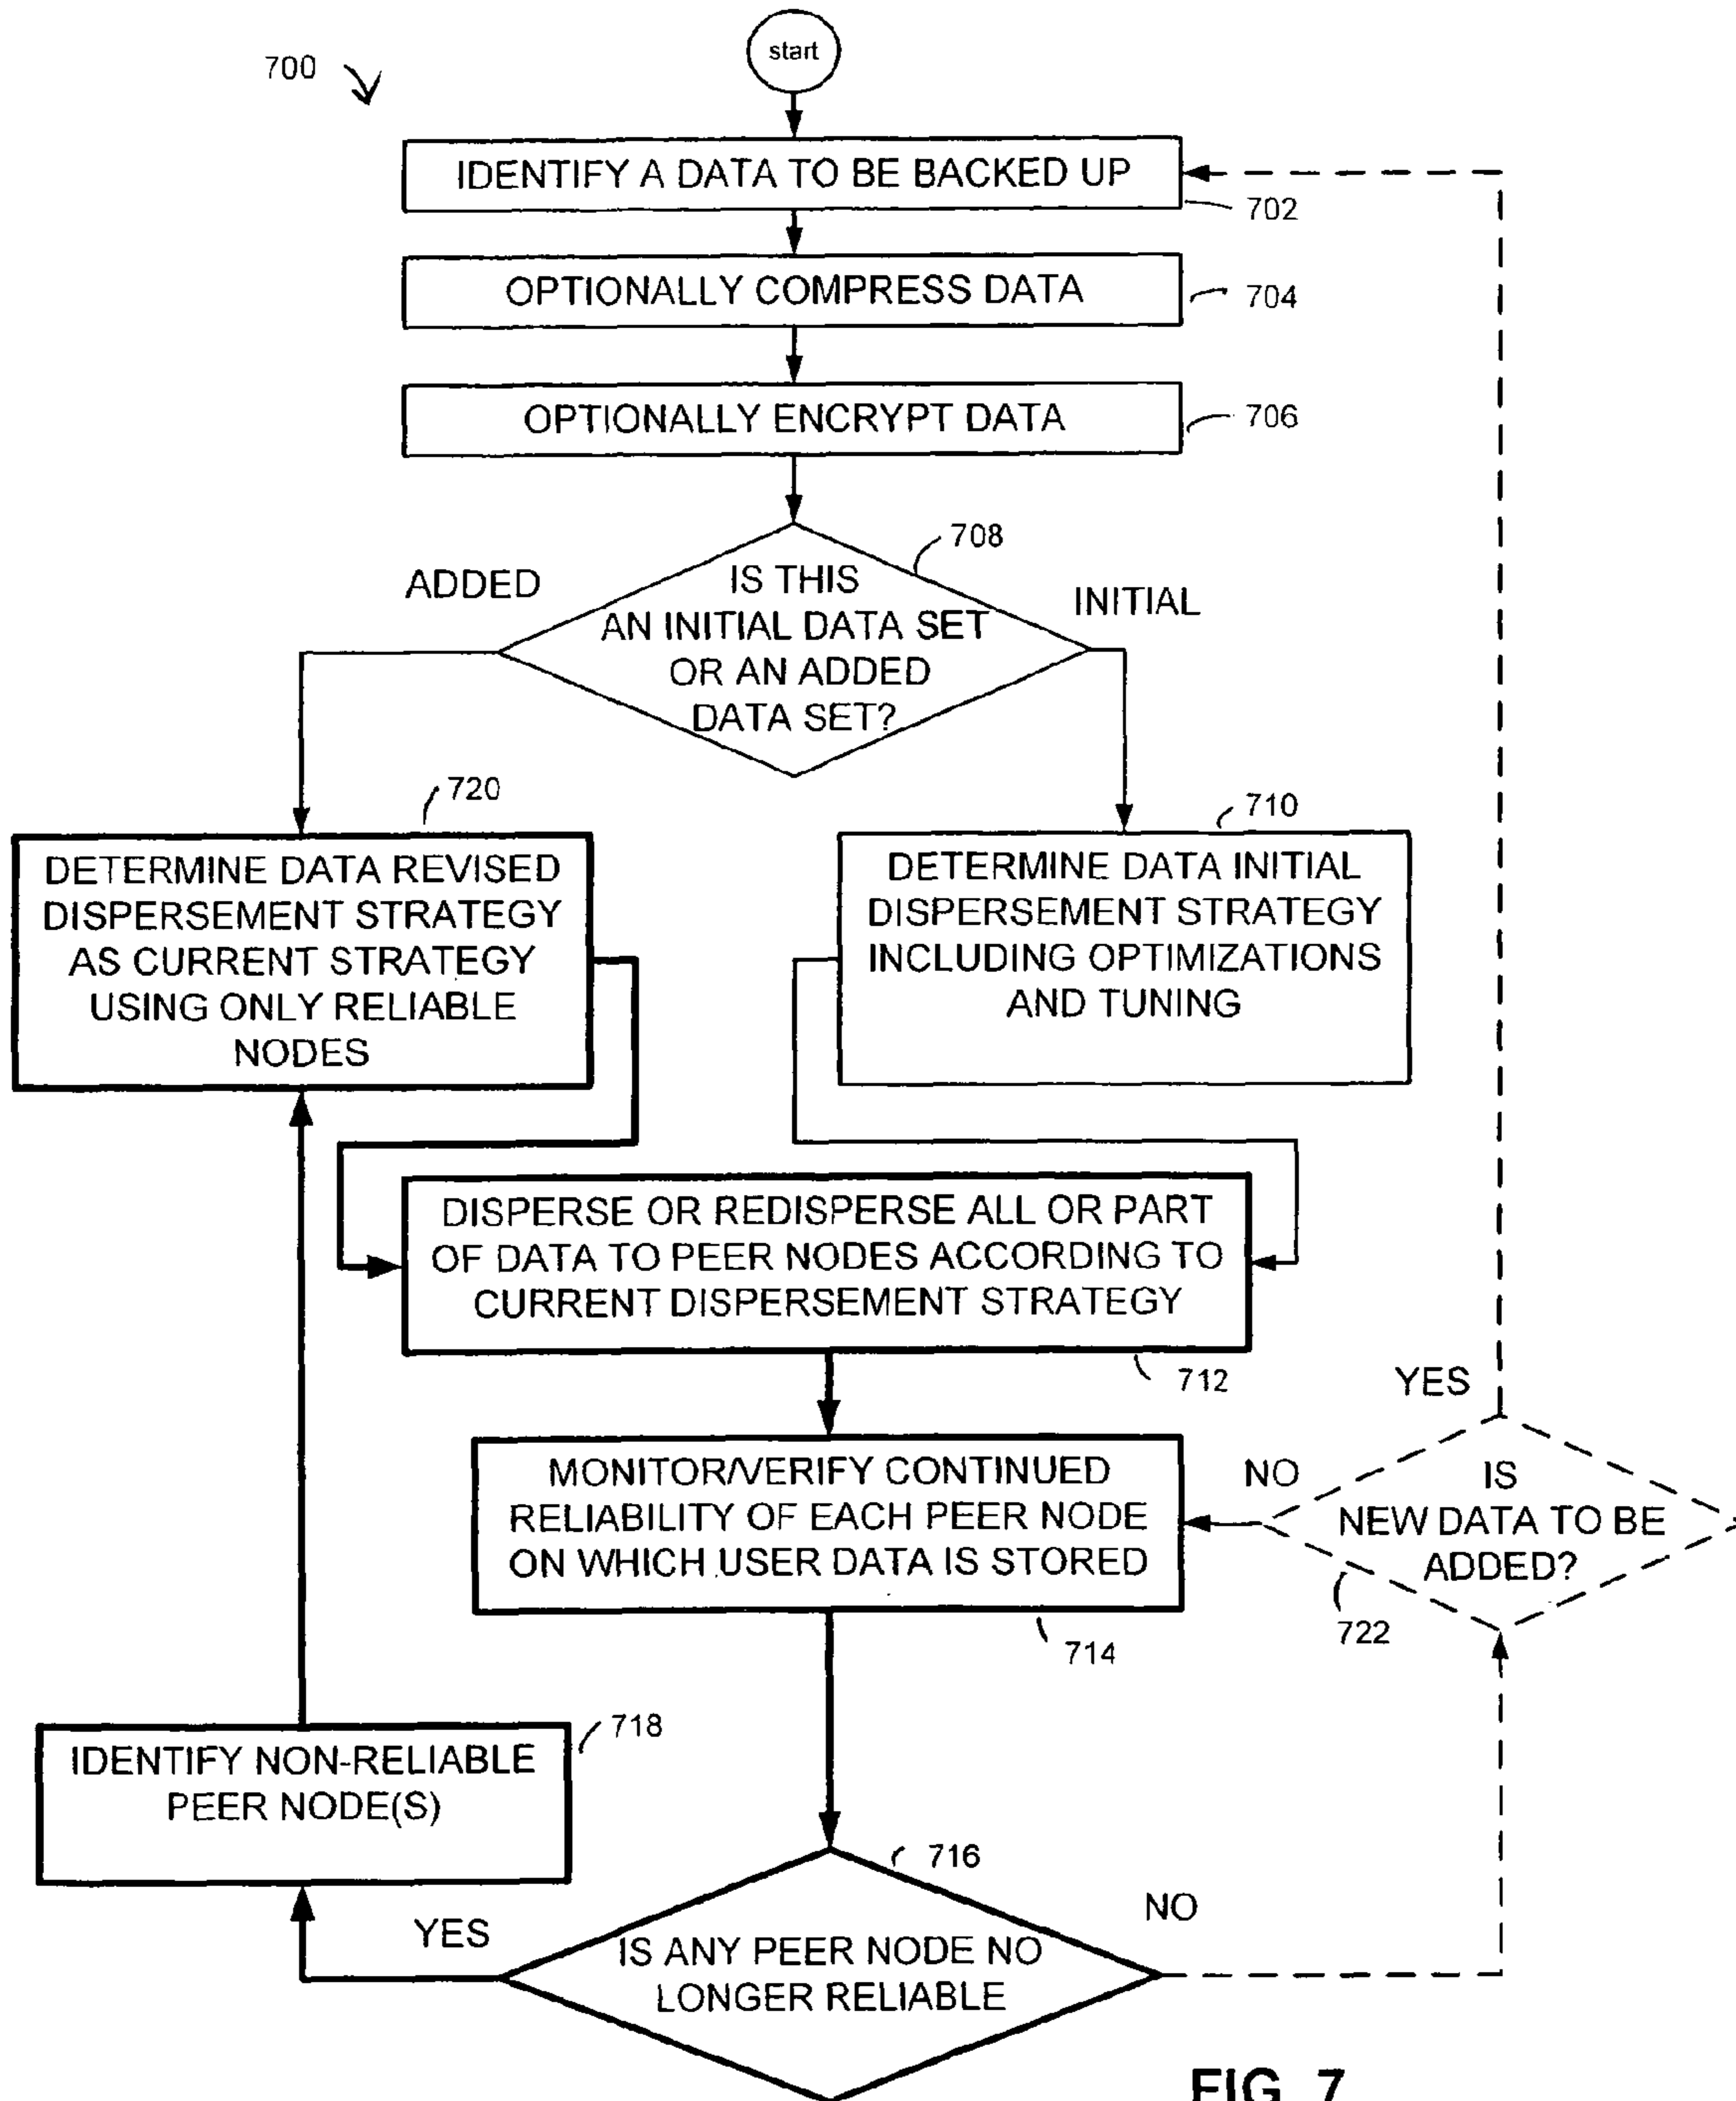 start
700
IDENTIFY A DATA TO BE BACKED UP
702
OPTIONALLY COMPRESS DATA
704
OPTIONALLY ENCRYPT DATA
706
708
ADDED
IS THIS
AN INITIAL DATA SET
OR AN ADDED
DATA SET?
INITIAL
720
710
DETERMINE DATA REVISED
DISPERSEMENT STRATEGY
AS CURRENT STRATEGY
USING ONLY RELIABLE
NODES
DETERMINE DATA INITIAL
DISPERSEMENT STRATEGY
INCLUDING OPTIMIZATIONS
AND TUNING
DISPERSE OR REDISPERSE ALL OR PART
OF DATA TO PEER NODES ACCORDING TO
CURRENT DISPERSEMENT STRATEGY
712
YES
MONITOR/VERIFY CONTINUED
RELIABILITY OF EACH PEER NODE
ON WHICH USER DATA IS STORED
714
NO
IS
NEW DATA TO BE
ADDED?
722
718
IDENTIFY NON-RELIABLE
PEER NODE(S)
716
YES
IS ANY PEER NODE NO
LONGER RELIABLE
NO
FIG. 7